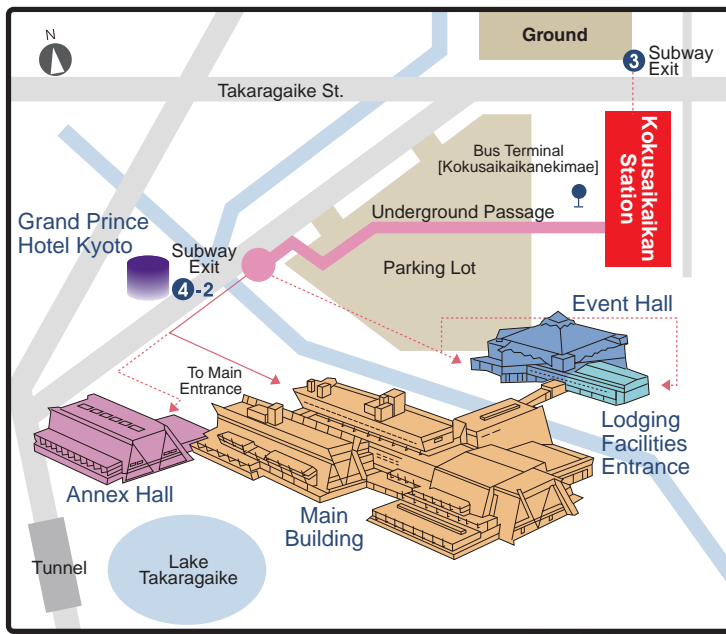 N
Ground
3
Subway
Exit
Takaragaike St.
Kokusaikaikan
Station
Bus Terminal
[Kokusaikaikanekimae]
Underground Passage
Grand Prince
Hotel Kyoto
Subway
Exit
4-2
Parking Lot
Event Hall
To Main
Entrance
Lodging
Facilities
Entrance
Annex Hall
Main
Building
Tunnel
Lake
Takaragaike